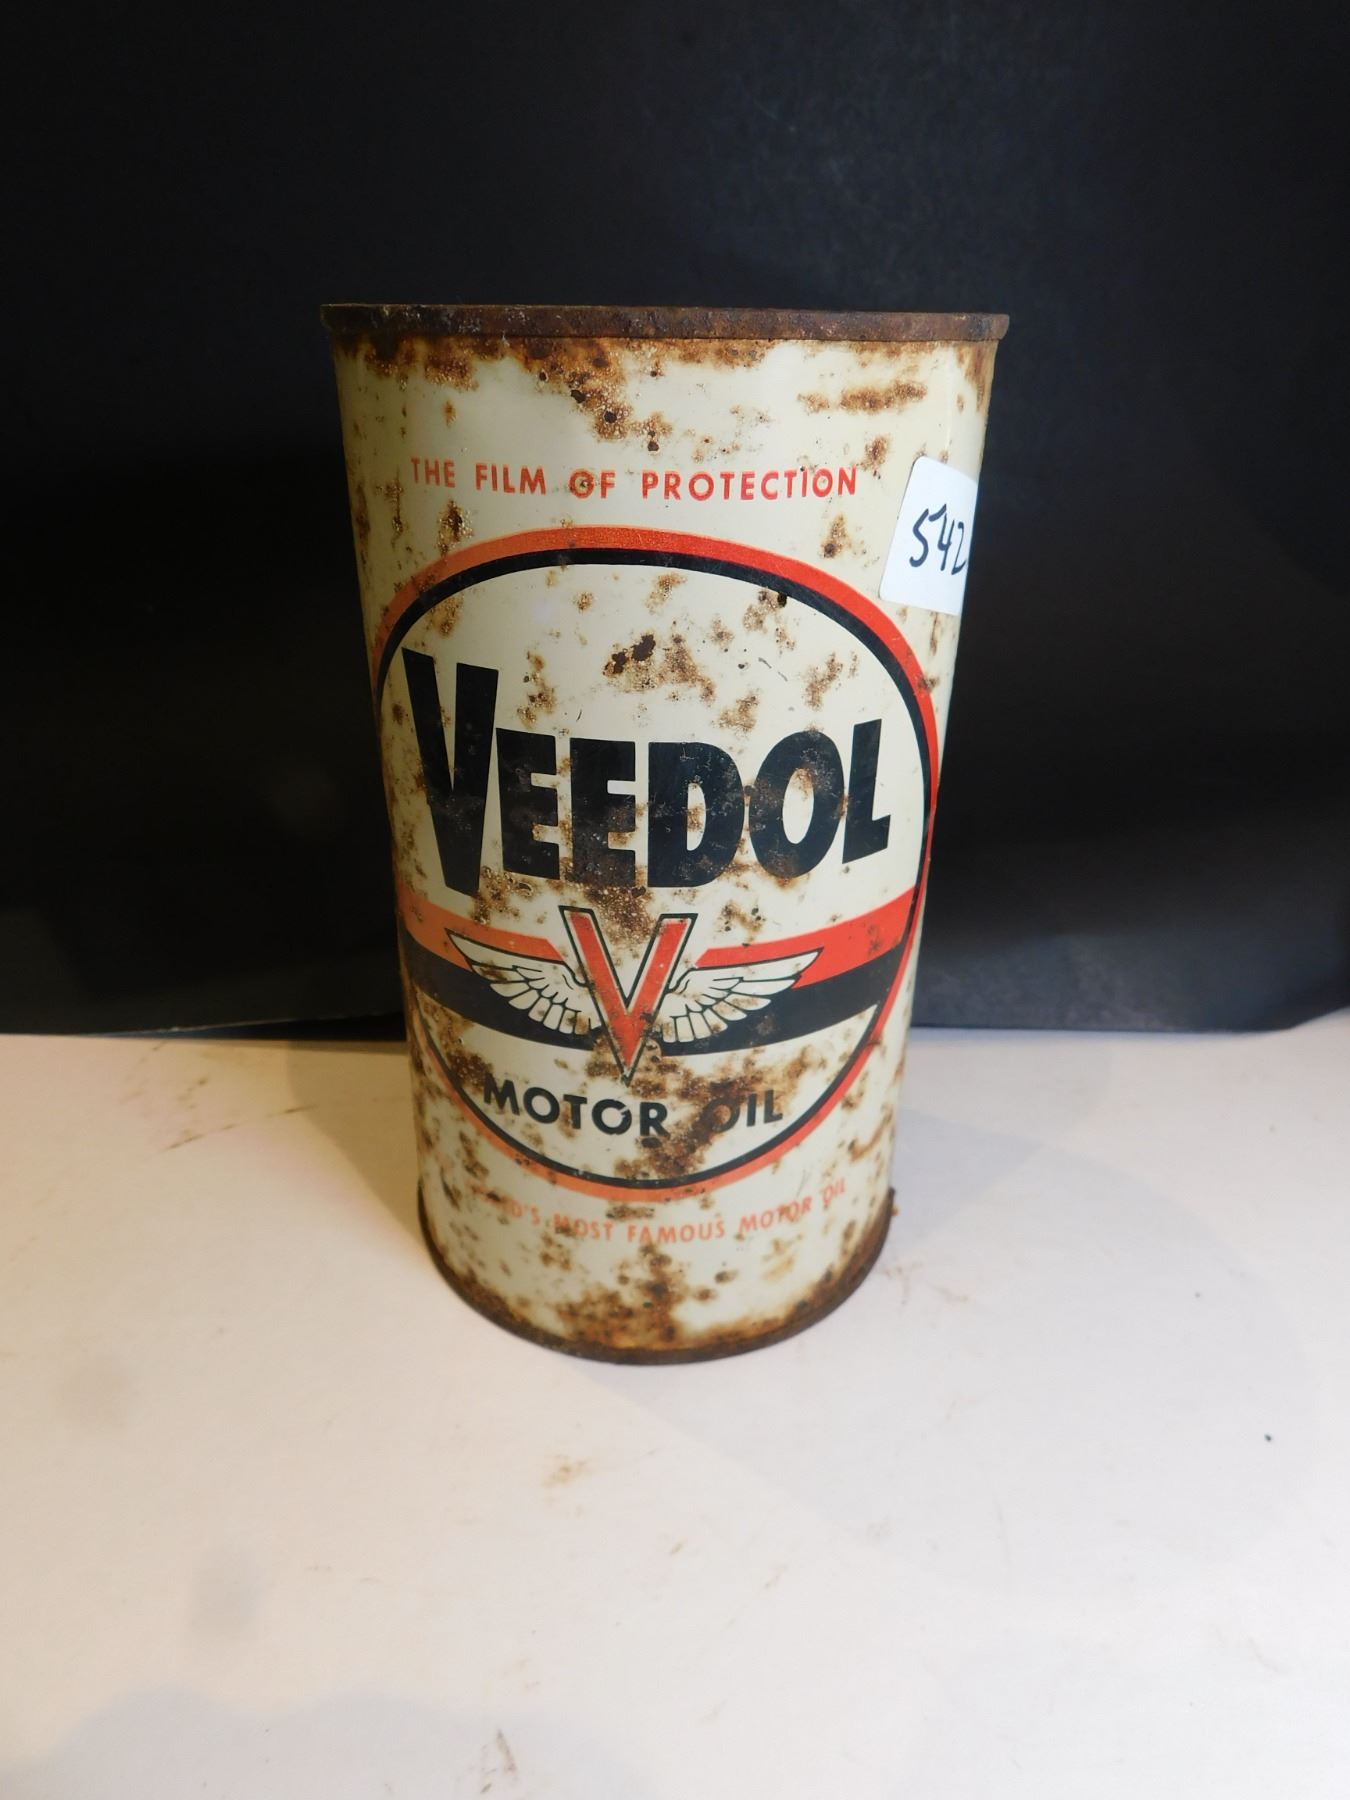 THE FILM OF PROTECTION
542
VEEDOL
V
MOTOR OIL
MOST FAMOUS MOTOR OIL